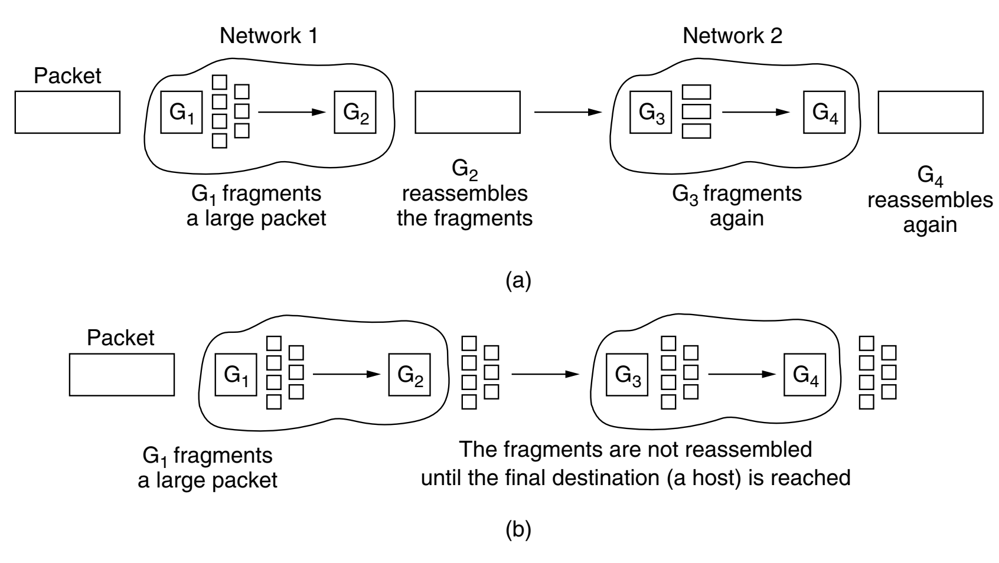 Network 1
Network 2
Packet
G1
G2
G3
G4
G1 fragments
a large packet
G2
reassembles
the fragments
G3 fragments
again
G4
reassembles
again
(a)
Packet
G1
G2
G3
G4
G1 fragments
a large packet
The fragments are not reassembled
until the final destination (a host) is reached
(b)